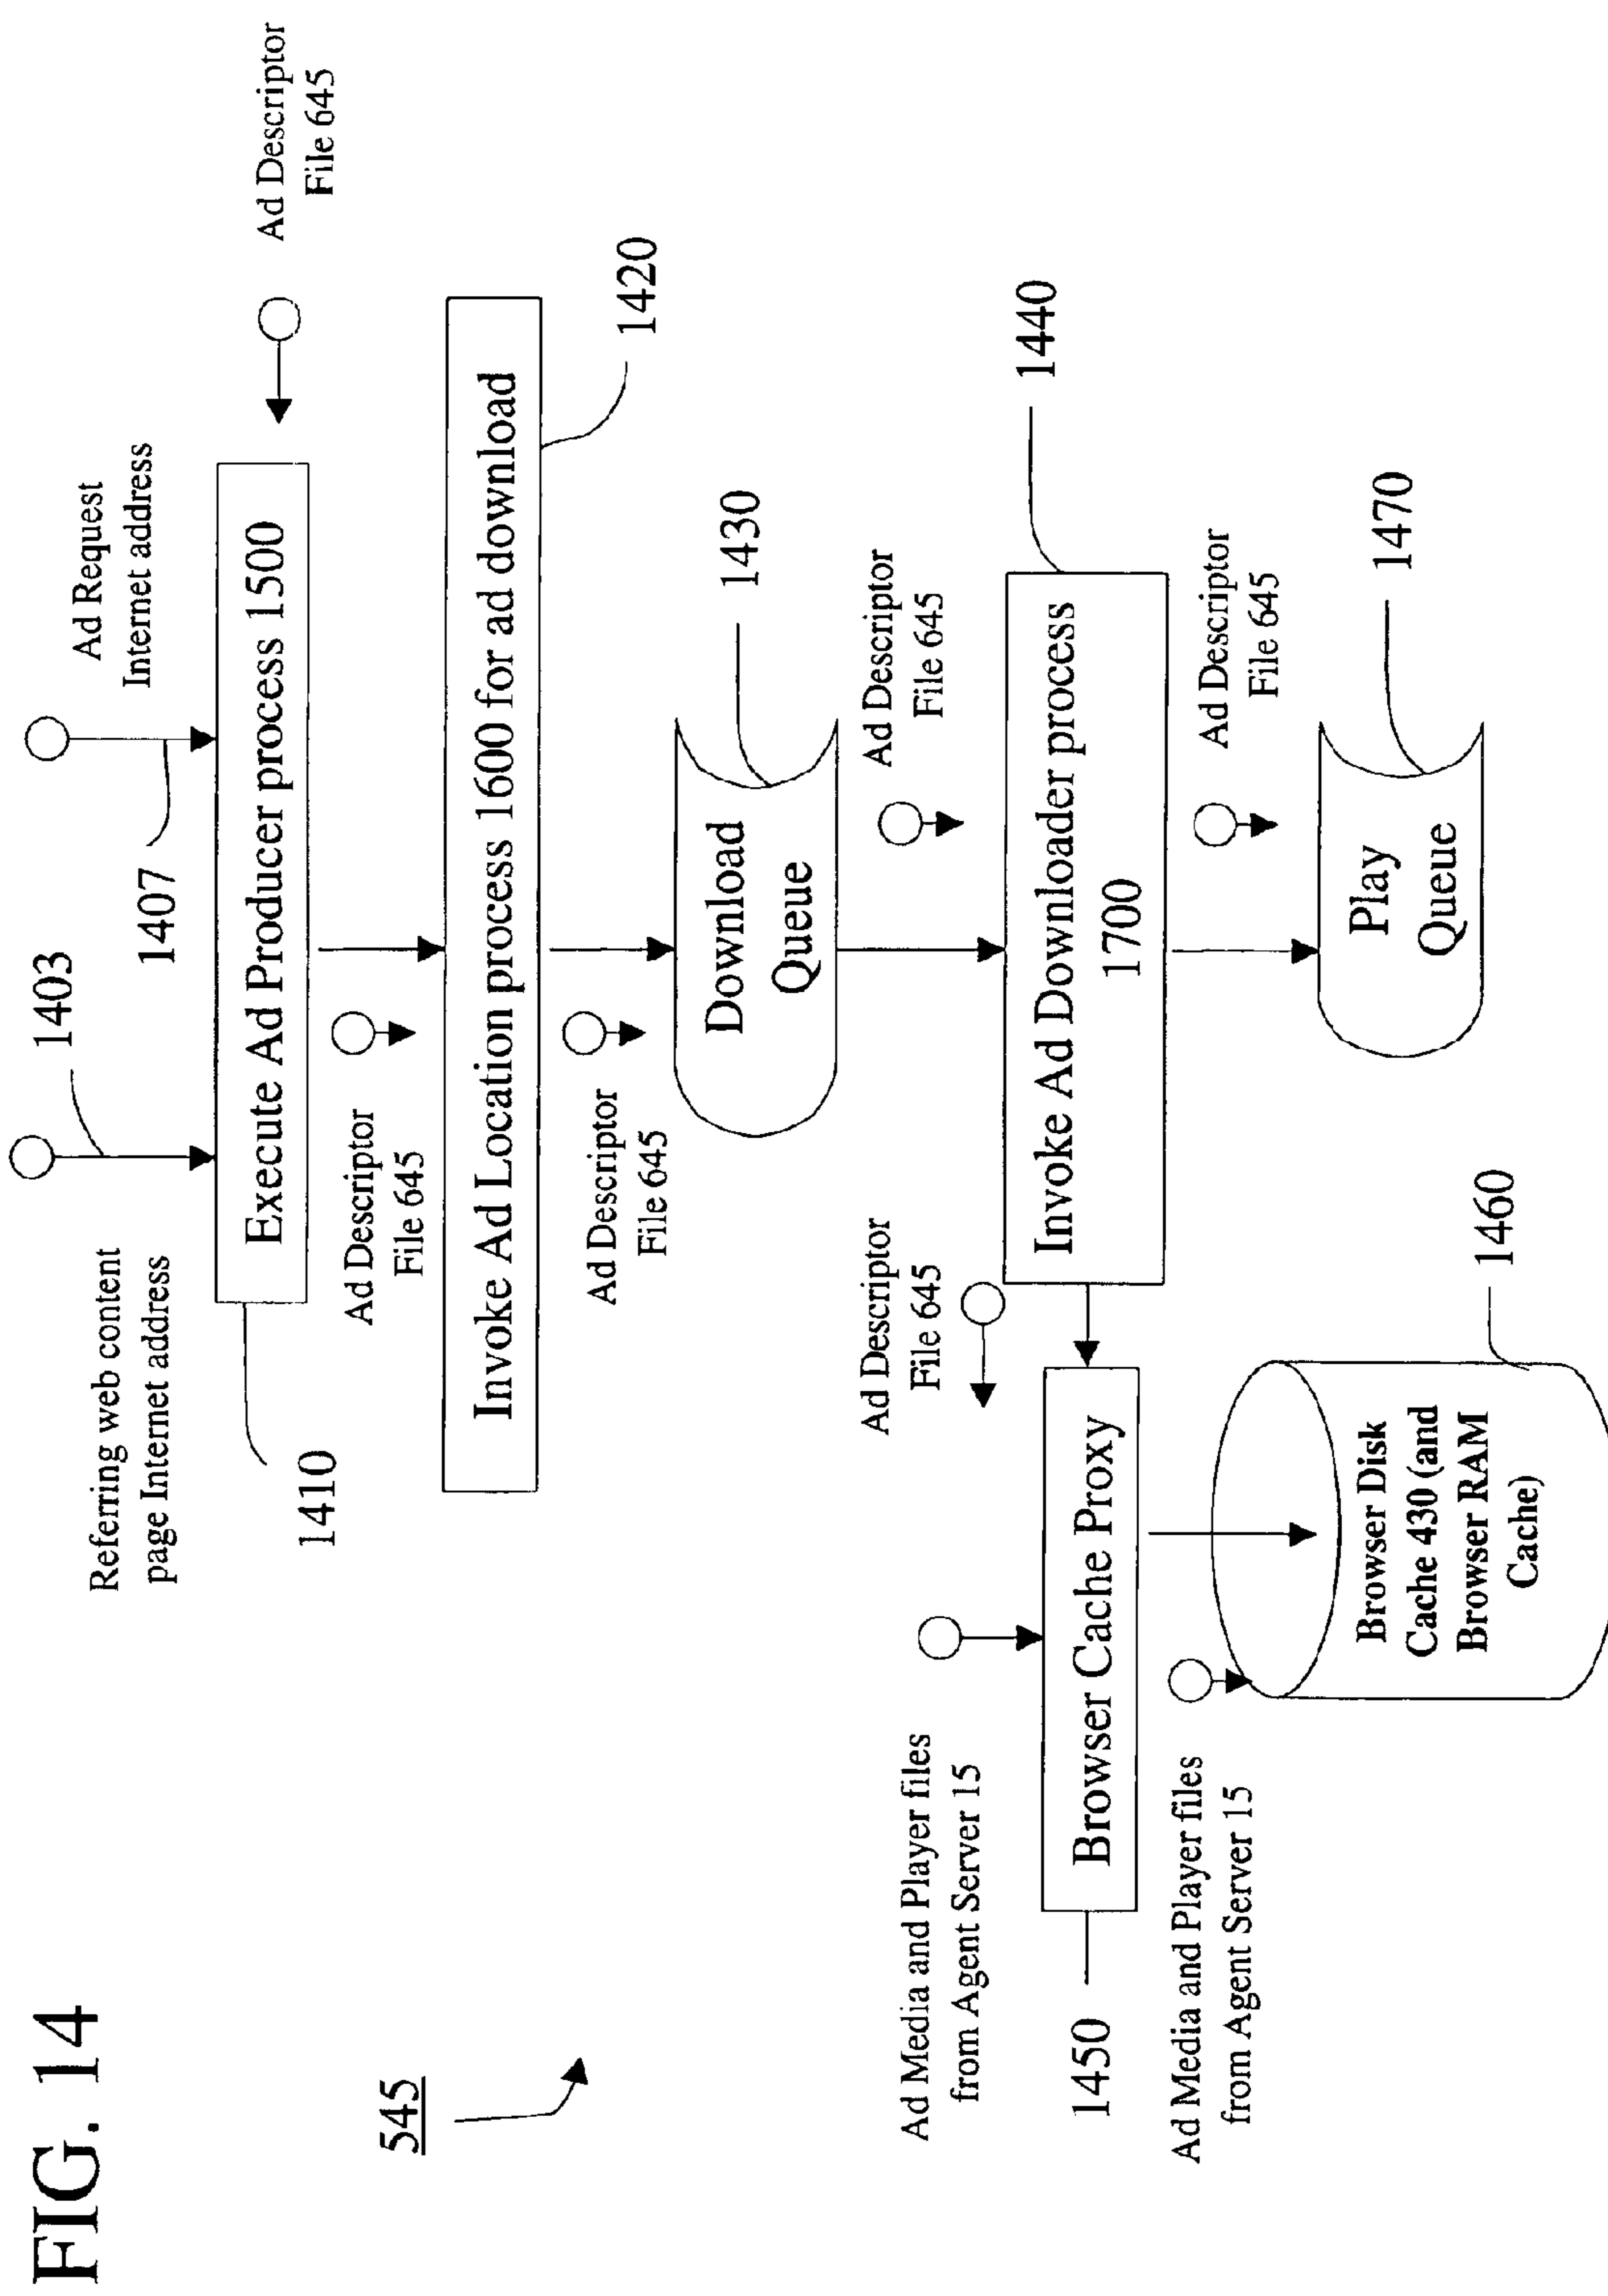 FIG. 14
545
Referring web content
page Internet address
1403
1407
Ad Request
Internet address
Ad Descriptor
File 645
1410
Execute Ad Producer process 1500
Ad Descriptor
File 645
Invoke Ad Location process 1600 for ad download
1420
Ad Descriptor
File 645
Download
Queue
1430
Ad Descriptor
File 645
Ad Descriptor
File 645
Invoke Ad Downloader process
1700
1440
Ad Media and Player files
from Agent Server 15
1450
Browser Cache Proxy
Ad Media and Player files
from Agent Server 15
Browser Disk
Cache 430 (and
Browser RAM
Cache)
1460
Ad Descriptor
File 645
Play
Queue
1470